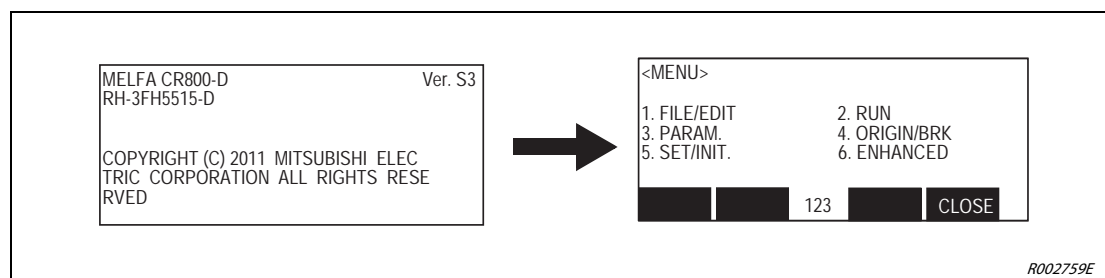 MELFA CR800-D Ver. S3
RH-3FH5515-D
COPYRIGHT (C) 2011 MITSUBISHI ELEC
TRIC CORPORATION ALL RIGHTS RESE
RVED
<MENU>
1. FILE/EDIT 2. RUN
3. PARAM. 4. ORIGIN/BRK
5. SET/INIT. 6. ENHANCED
123 CLOSE
R002759E